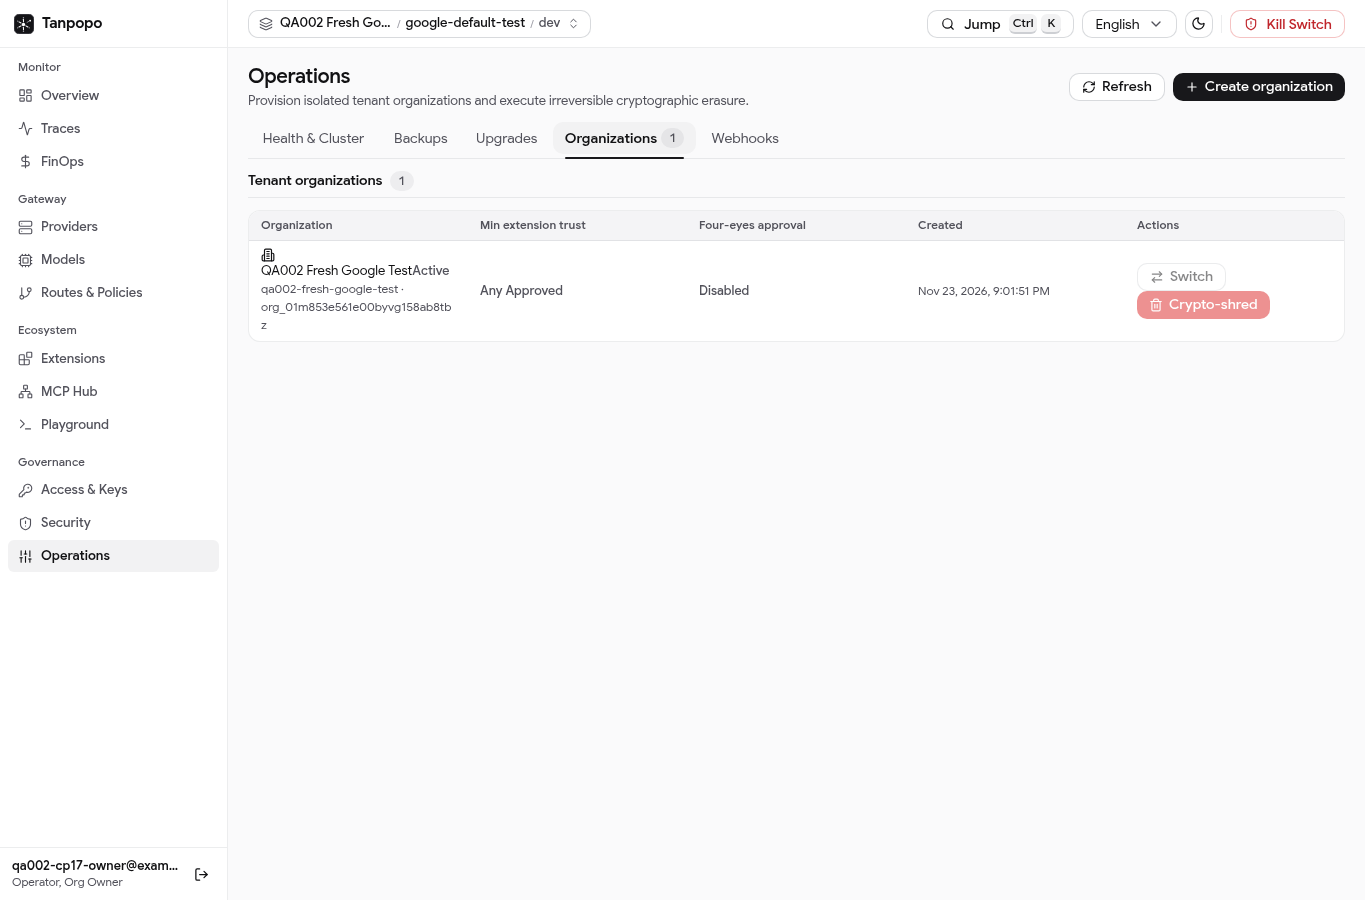 Tanpopo
QA002 Fresh Go... / google-default-test / dev
Jump Ctrl K
English
Kill Switch
Monitor
Overview
Traces
FinOps
Gateway
Providers
Models
Routes & Policies
Ecosystem
Extensions
MCP Hub
Playground
Governance
Access & Keys
Security
Operations
qa002-cp17-owner@exam...
Operator, Org Owner
Operations
Provision isolated tenant organizations and execute irreversible cryptographic erasure.
Refresh
Create organization
Health & Cluster Backups Upgrades Organizations 1 Webhooks
Tenant organizations 1
Organization Min extension trust Four-eyes approval Created Actions
QA002 Fresh Google TestActive
qa002-fresh-google-test ·
org_01m853e561e00byvg158ab8tb
z
Any Approved
Disabled
Nov 23, 2026, 9:01:51 PM
Switch
Crypto-shred